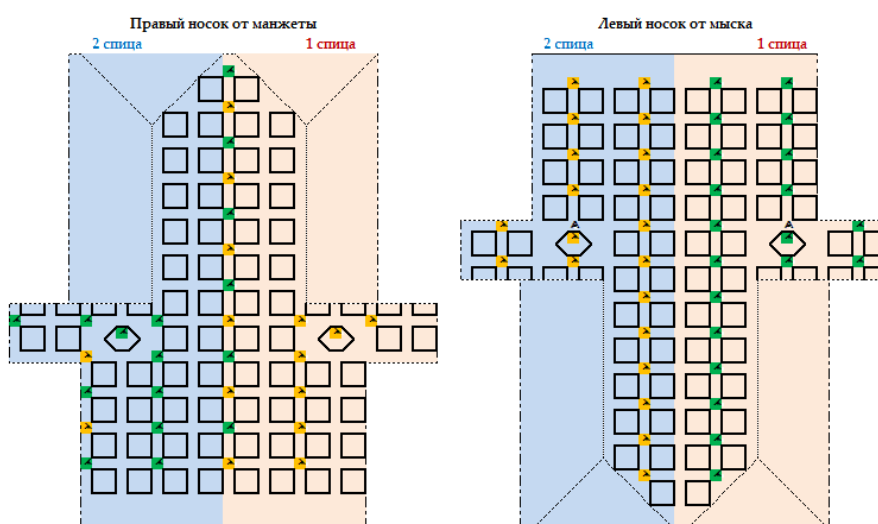 Правый носок от манжеты
2 спица 1 спица
Левый носок от мыска
2 спица 1 спица